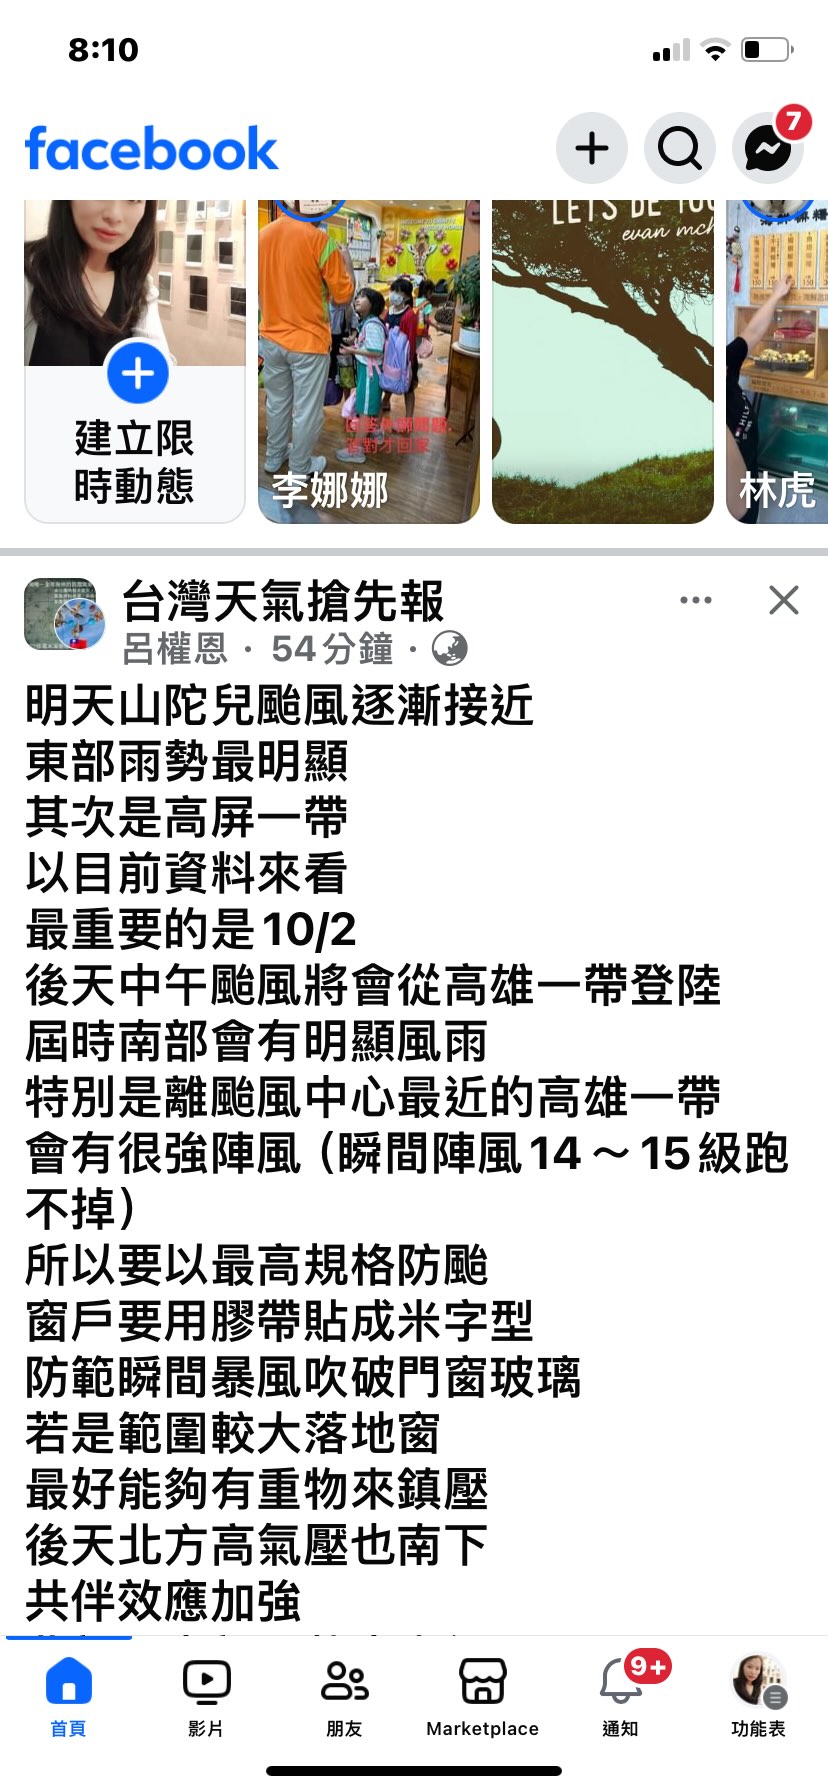 8:10
facebook
7
LETS BE YOU
evan mch
建立限
時動態
答對才回家
李娜娜
林虎
台灣天氣搶先報
呂權恩 · 54分鐘 ·
明天山陀兒颱風逐漸接近
東部雨勢最明顯
其次是高屏一帶
以目前資料來看
最重要的是10/2
後天中午颱風將會從高雄一帶登陸
屆時南部會有明顯風雨
特別是離颱風中心最近的高雄一帶
會有很強陣風（瞬間陣風14～15級跑
不掉）
所以要以最高規格防颱
窗戶要用膠帶貼成米字型
防範瞬間暴風吹破門窗玻璃
若是範圍較大落地窗
最好能夠有重物來鎮壓
後天北方高氣壓也南下
共伴效應加強
9+
首頁
影片
朋友
Marketplace
通知
功能表